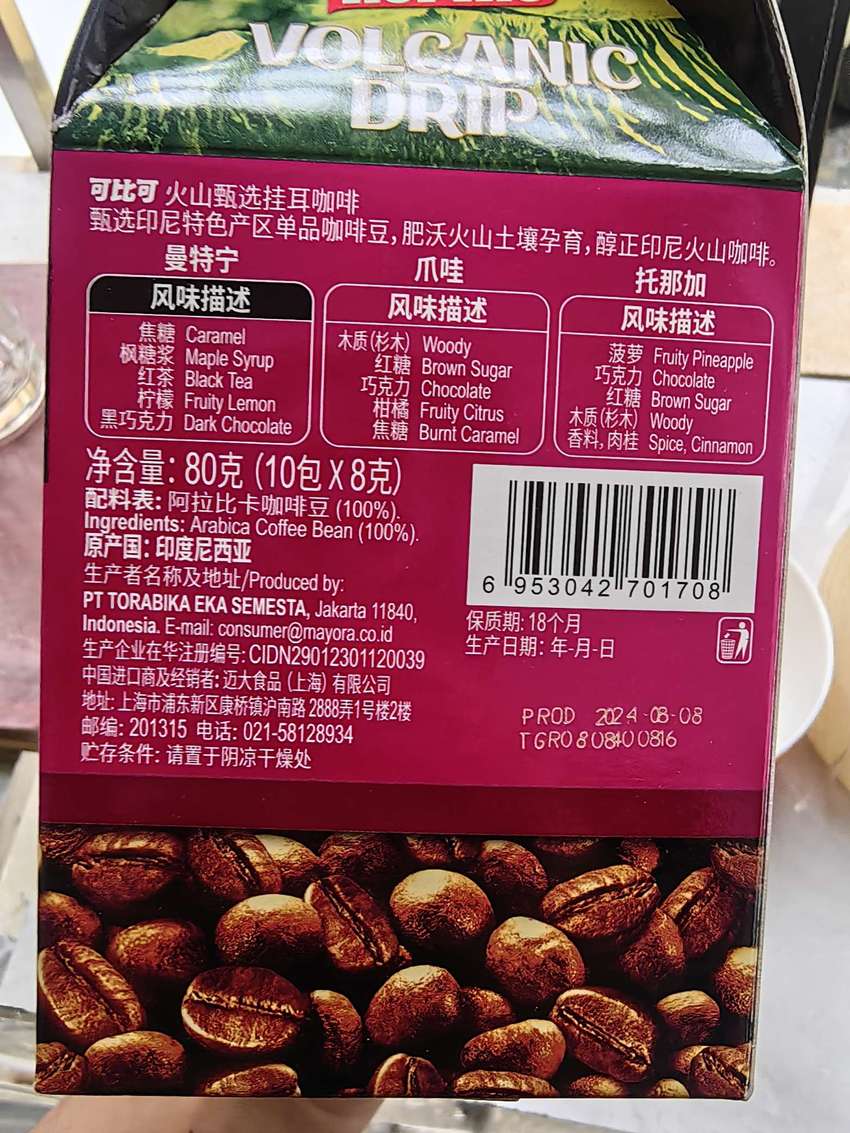 VOLCANIC
DRIP
可比可 火山甄选挂耳咖啡
甄选印尼特色产区单品咖啡豆，肥沃火山土壤孕育，醇正印尼火山咖啡。
曼特宁
风味描述
焦糖 Caramel
枫糖浆 Maple Syrup
红茶 Black Tea
柠檬 Fruity Lemon
黑巧克力 Dark Chocolate
爪哇
风味描述
木质(杉木) Woody
红糖 Brown Sugar
巧克力 Chocolate
柑橘 Fruity Citrus
焦糖 Burnt Caramel
托那加
风味描述
菠萝 Fruity Pineapple
巧克力 Chocolate
红糖 Brown Sugar
木质(杉木) Woody
香料，肉桂 Spice, Cinnamon
净含量：80克（10包 X 8克）
配料表：阿拉比卡咖啡豆 (100%).
Ingredients: Arabica Coffee Bean (100%).
原产国：印度尼西亚
生产者名称及地址/Produced by:
PT TORABIKA EKA SEMESTA, Jakarta 11840,
Indonesia. E-mail: consumer@mayora.co.id
生产企业在华注册编号：CIDN29012301120039
中国进口商及经销者：迈大食品（上海）有限公司
地址：上海市浦东新区康桥镇沪南路 2888弄1号楼2楼
邮编：201315 电话：021-58128934
贮存条件：请置于阴凉干燥处
6 953042 701708
保质期：18个月
生产日期：年-月-日
PROD 2024-08-08